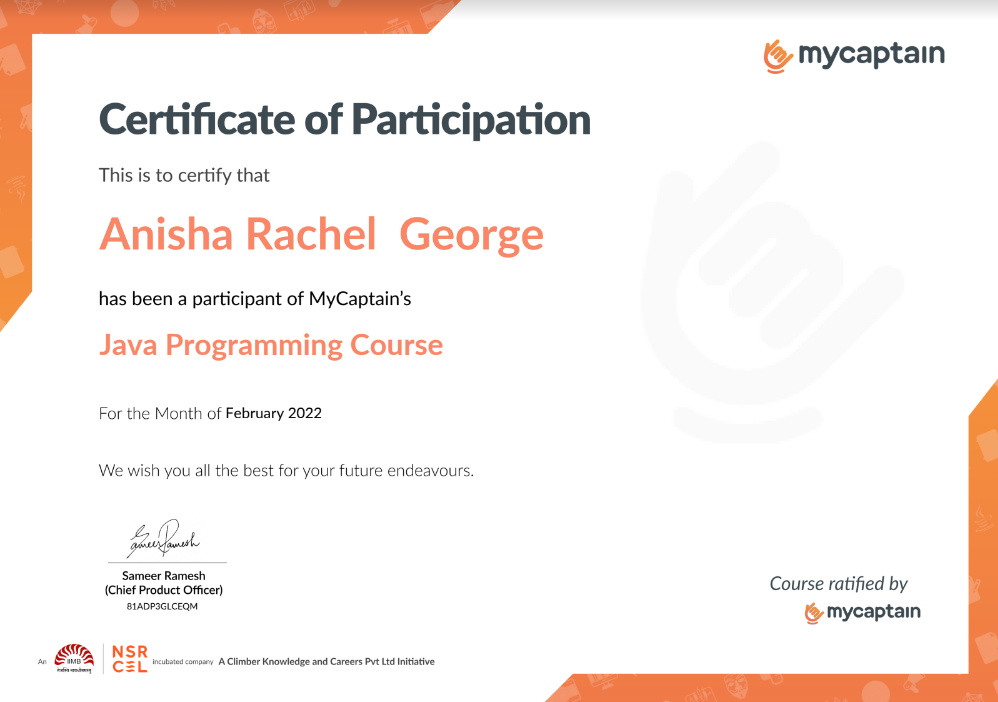 mycaptain
Certificate of Participation
This is to certify that
Anisha Rachel George
has been a participant of MyCaptain's
Java Programming Course
For the Month of February 2022
We wish you all the best for your future endeavours.
Sameer Ramesh
Sameer Ramesh
(Chief Product Officer)
81ADP3GLCEQM
Course ratified by
mycaptain
An IIMB NSRCEL incubated company A Climber Knowledge and Careers Pvt Ltd Initiative